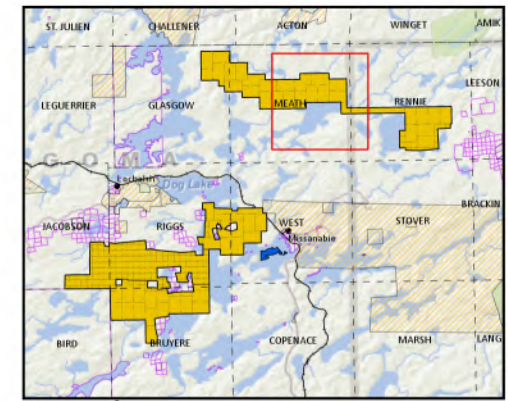 ST. JULIEN CHALLENER ACTON WINGET AMIK
LEGUERRIER GLASGOW MEATH RENNIE LEESON
G O M A
Lochalsh Dog Lake
JACOBSON RIGGS WEST STOVER BRACKIN
Missanabie
BIRD BRUYERE COPENACE MARSH LANG